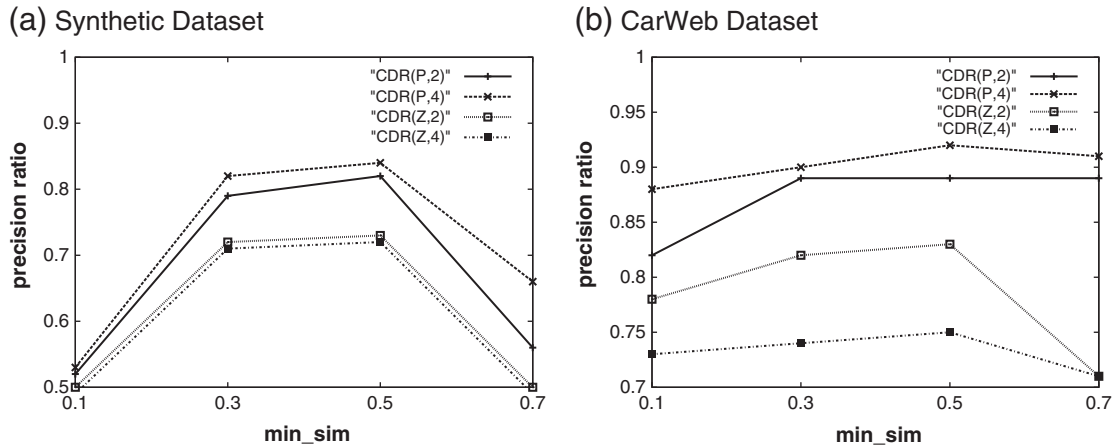 (a) Synthetic Dataset
1
0.9
0.8
0.7
0.6
0.5
precision ratio
"CDR(P,2)"
"CDR(P,4)"
"CDR(Z,2)"
"CDR(Z,4)"
0.1 0.3 0.5 0.7
min_sim
(b) CarWeb Dataset
1
0.95
0.9
0.85
0.8
0.75
0.7
precision ratio
"CDR(P,2)"
"CDR(P,4)"
"CDR(Z,2)"
"CDR(Z,4)"
0.1 0.3 0.5 0.7
min_sim